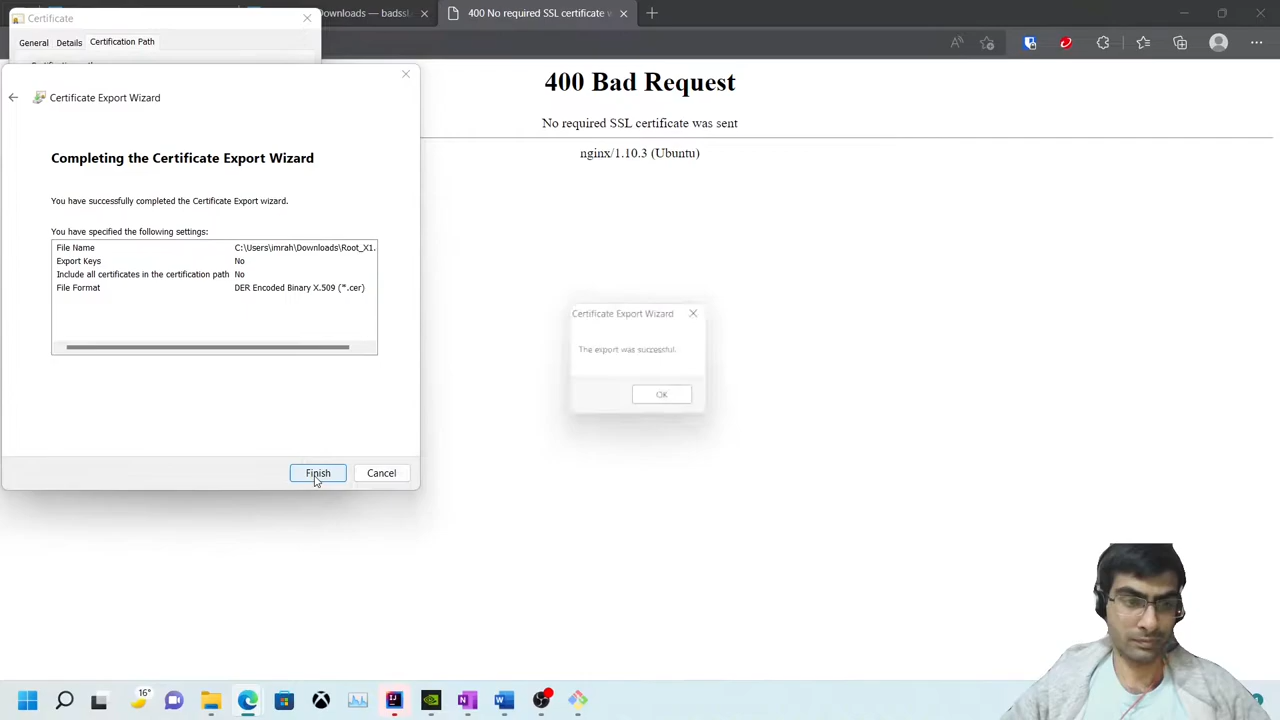 Certificate
Downloads — badssl
required SSL certificate w
General Details Certification Path
400 Bad Request
Certificate Export Wizard
No required SSL certificate was sent
nginx/1.10.3 (Ubuntu)
Completing the Certificate Export Wizard
You have successfully completed the Certificate Export wizard.
You have specified the following settings:
File Name C:\Users\imrah\Downloads\Root_X1.
Export Keys No
Include all certificates in the certification path No
File Format DER Encoded Binary X.509 (*.cer)
Certificate Export Wizard
The export was successful.
OK
Finish Cancel
16°